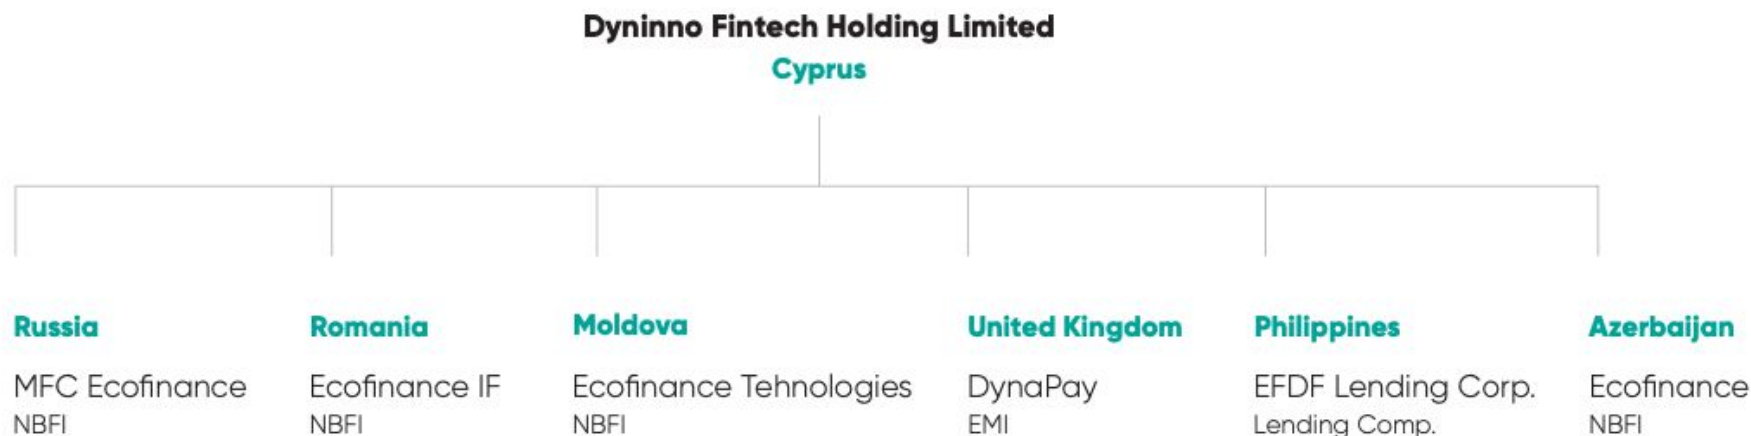 Dyninno Fintech Holding Limited
Cyprus
Russia
MFC Ecofinance
NBFI
Romania
Ecofinance IF
NBFI
Moldova
Ecofinance Tehnologies
NBFI
United Kingdom
DynaPay
EMI
Philippines
EFDF Lending Corp.
Lending Comp.
Azerbaijan
Ecofinance
NBFI